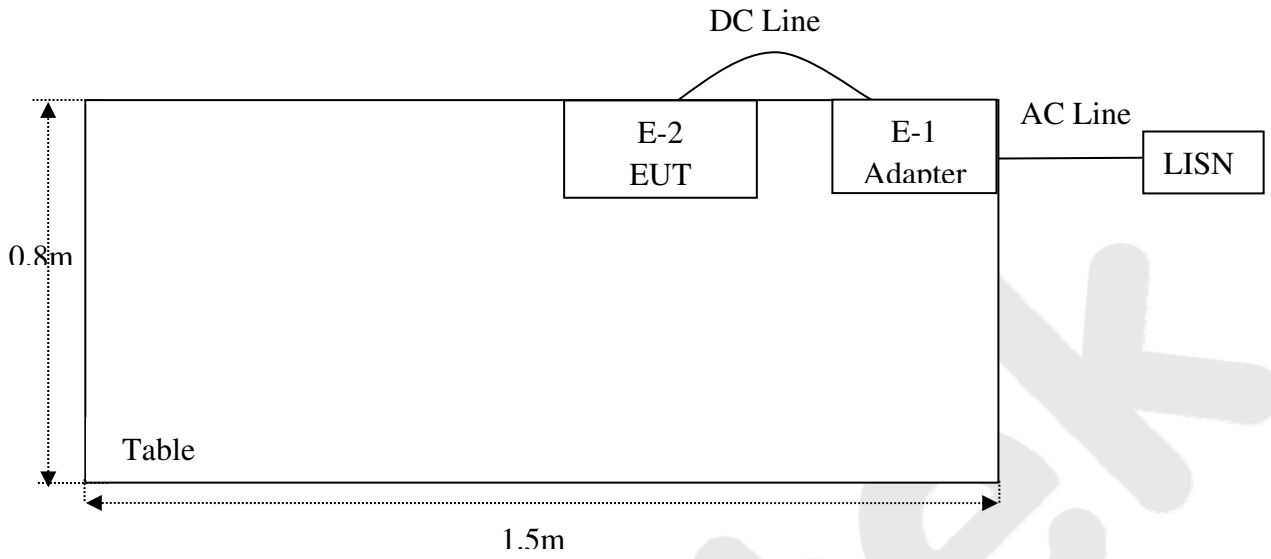 DC Line
E-2
EUT
E-1
Adapter
AC Line
LISN
0.8m
Table
1.5m